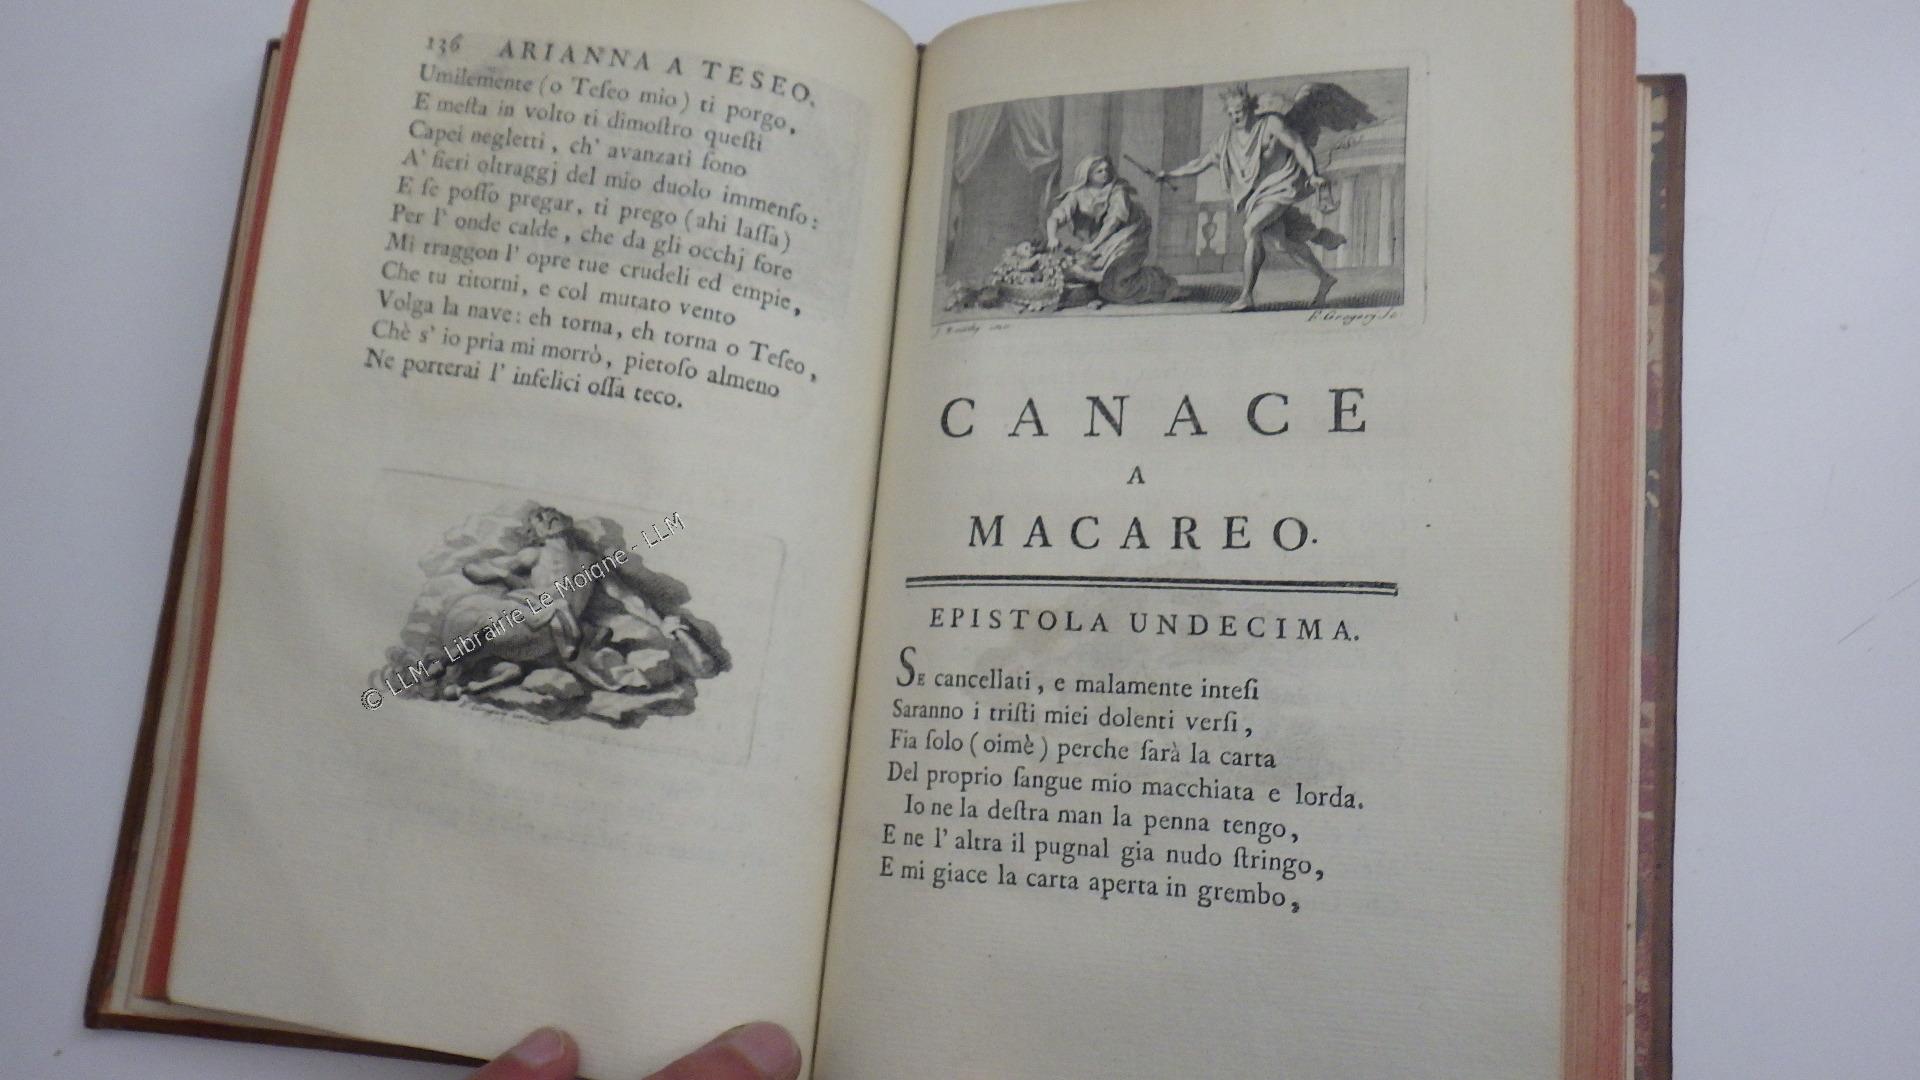 136 ARIANNA A TESEO.
Umilemente (o Teſeo mio) ti porgo,
E meſta in volto ti dimoſtro queſti
Capei negletti, ch' avanzati ſono
A' fieri oltraggj del mio duolo immenſo:
E ſe poſſo pregar, ti prego (ahi laſſa)
Per l' onde calde, che da gli occhj fore
Mi traggon l' opre tue crudeli ed empie,
Che tu ritorni, e col mutato vento
Volga la nave: eh torna, eh torna o Teſeo,
Chè s' io pria mi morrò, pietoſo almeno
Ne porterai l' infelici oſſa teco.
© LLM - Librairie Le Moigne - LLM
F. Gregory ſc.
CANACE
A
MACAREO.
EPISTOLA UNDECIMA.
SE cancellati, e malamente inteſi
Saranno i triſti miei dolenti verſi,
Fia ſolo (oimè) perche ſarà la carta
Del proprio ſangue mio macchiata e lorda.
Io ne la deſtra man la penna tengo,
E ne l' altra il pugnal gia nudo ſtringo,
E mi giace la carta aperta in grembo,